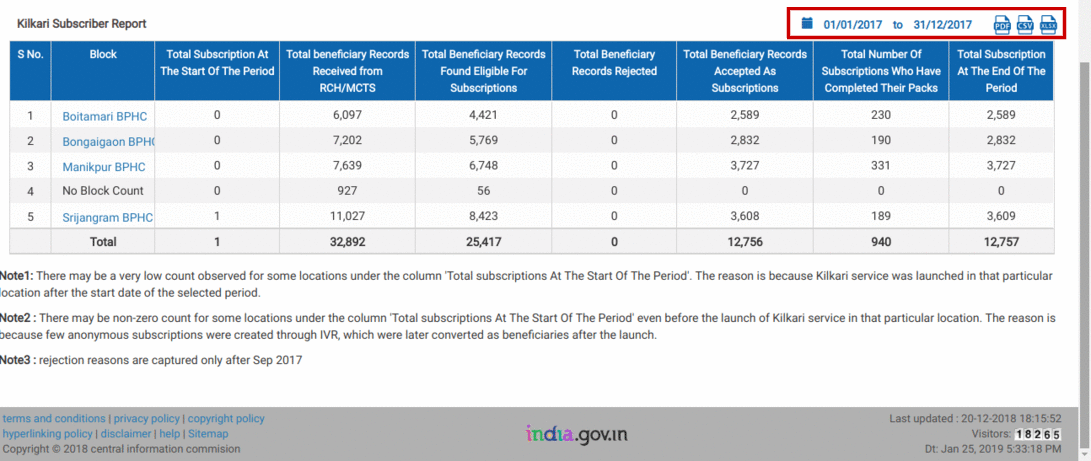 Kilkari Subscriber Report
01/01/2017 to 31/12/2017 PDF CSV XLSX
S No. Block Total Subscription At The Start Of The Period Total beneficiary Records Received from RCH/MCTS Total Beneficiary Records Found Eligible For Subscriptions Total Beneficiary Records Rejected Total Beneficiary Records Accepted As Subscriptions Total Number Of Subscriptions Who Have Completed Their Packs Total Subscription At The End Of The Period
1 Boitamari BPHC 0 6,097 4,421 0 2,589 230 2,589
2 Bongaigaon BPHC 0 7,202 5,769 0 2,832 190 2,832
3 Manikpur BPHC 0 7,639 6,748 0 3,727 331 3,727
4 No Block Count 0 927 56 0 0 0 0
5 Srijangram BPHC 1 11,027 8,423 0 3,608 189 3,609
Total 1 32,892 25,417 0 12,756 940 12,757
Note1: There may be a very low count observed for some locations under the column 'Total subscriptions At The Start Of The Period'. The reason is because Kilkari service was launched in that particular
location after the start date of the selected period.
Note2 : There may be non-zero count for some locations under the column 'Total subscriptions At The Start Of The Period' even before the launch of Kilkari service in that particular location. The reason is
because few anonymous subscriptions were created through IVR, which were later converted as beneficiaries after the launch.
Note3 : rejection reasons are captured only after Sep 2017
terms and conditions | privacy policy | copyright policy
hyperlinking policy | disclaimer | help | Sitemap
Copyright © 2018 central information commision
india.gov.in
Last updated : 20-12-2018 18:15:52
Visitors: 18265
Dt: Jan 25, 2019 5:33:18 PM